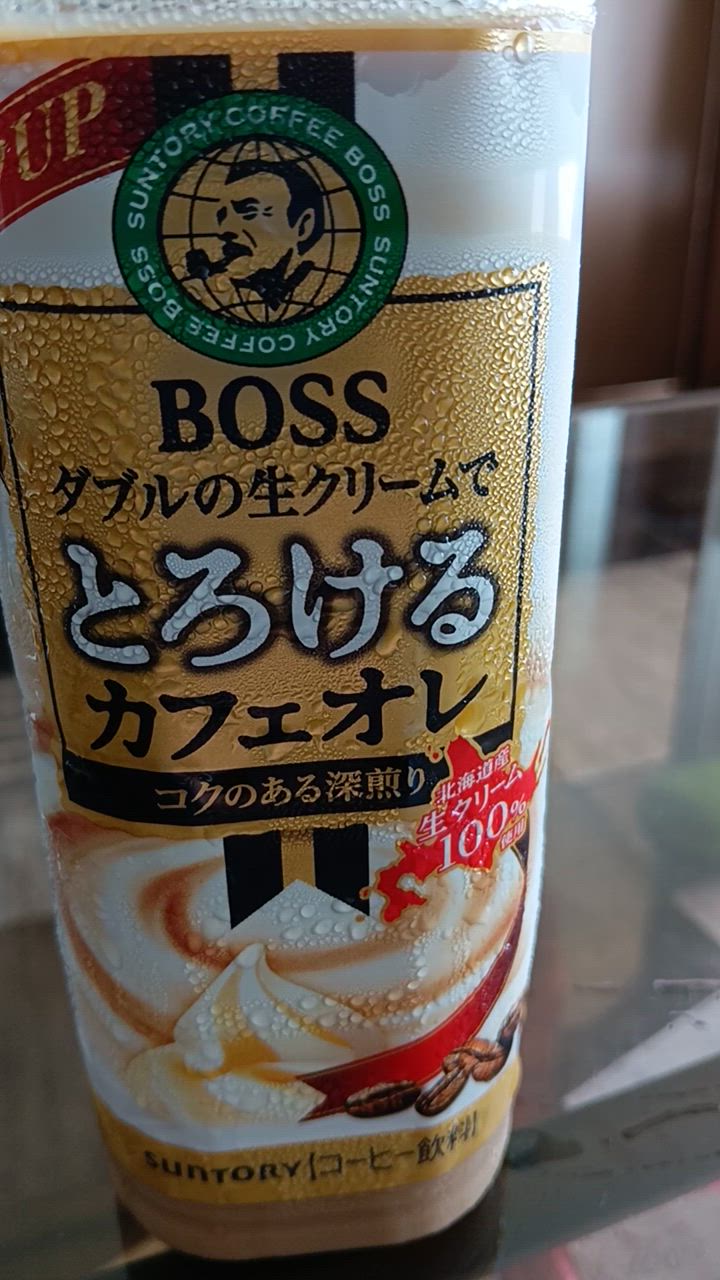 UP
SUNTORY COFFEE BOSS SUNTORY COFFEE BOSS
BOSS
ダブルの生クリームで
とろける
カフェオレ
コクのある深煎り
北海道産
生クリーム
100%
使用
SUNTORY コーヒー飲料